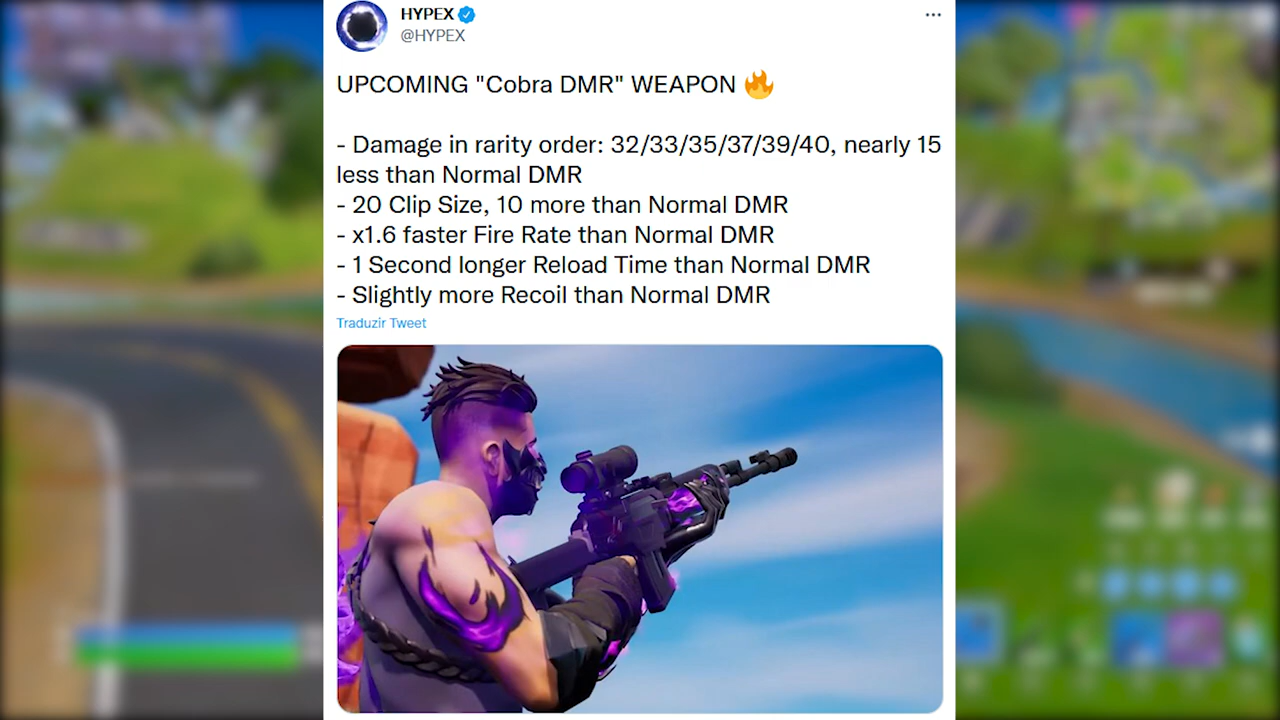 HYPEX
@HYPEX
UPCOMING "Cobra DMR" WEAPON 🔥
- Damage in rarity order: 32/33/35/37/39/40, nearly 15
less than Normal DMR
- 20 Clip Size, 10 more than Normal DMR
- x1.6 faster Fire Rate than Normal DMR
- 1 Second longer Reload Time than Normal DMR
- Slightly more Recoil than Normal DMR
Traduzir Tweet